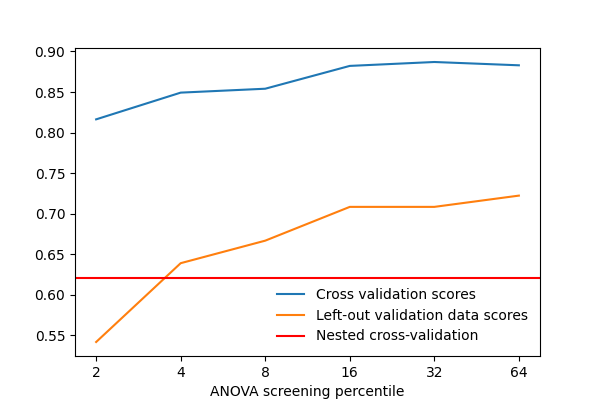 0.90
0.85
0.80
0.75
0.70
0.65
0.60
0.55
Cross validation scores
Left-out validation data scores
Nested cross-validation
2 4 8 16 32 64
ANOVA screening percentile